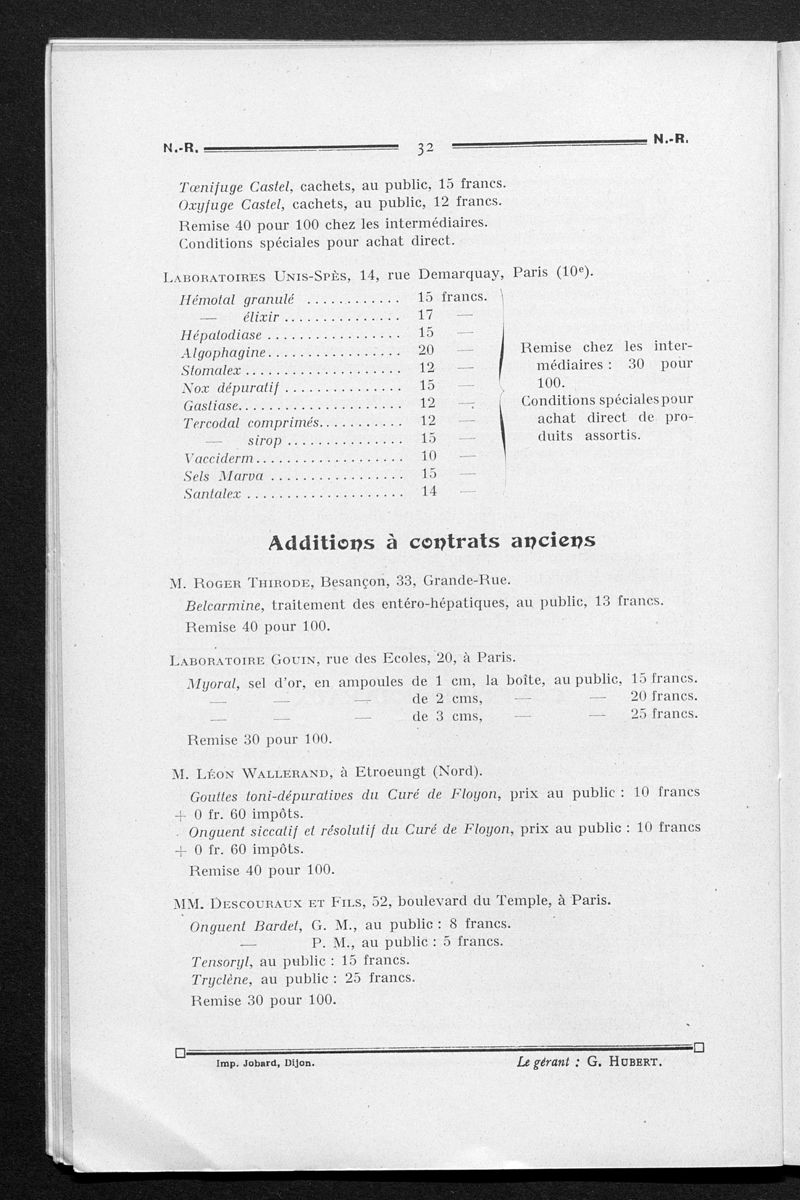 N.-R. 32 N.-R.
Tœnifuge Castel, cachets, au public, 15 francs.
Oxyfuge Castel, cachets, au public, 12 francs.
Remise 40 pour 100 chez les intermédiaires.
Conditions spéciales pour achat direct.
LABORATOIRES UNIS-SPÈS, 14, rue Demarquay, Paris (10e).
Hémotal granulé ............ 15 francs.
— élixir ............... 17 —
Hépatodiase ................. 15 —
Algophagine................. 20 —
Stomalex .................... 12 —
Nox dépuratif ............... 15 —
Gastiase..................... 12 —
Tercodal comprimés........... 12 —
— sirop ............... 15 —
Vacciderm................... 10 —
Sels Marva ................. 15 —
Santalex .................... 14 —
Remise chez les inter-
médiaires : 30 pour
100.
Conditions spéciales pour
achat direct de pro-
duits assortis.
Additions à contrats anciens
M. ROGER THIRODE, Besançon, 33, Grande-Rue.
Belcarmine, traitement des entéro-hépatiques, au public, 13 francs.
Remise 40 pour 100.
LABORATOIRE GOUIN, rue des Ecoles, 20, à Paris.
Myoral, sel d'or, en ampoules de 1 cm, la boîte, au public, 15 francs.
— — — de 2 cms, — — 20 francs.
— — — de 3 cms, — — 25 francs.
Remise 30 pour 100.
M. LÉON WALLERAND, à Etroeungt (Nord).
Gouttes toni-dépuratives du Curé de Floyon, prix au public : 10 francs
+ 0 fr. 60 impôts.
Onguent siccatif et résolutif du Curé de Floyon, prix au public : 10 francs
+ 0 fr. 60 impôts.
Remise 40 pour 100.
MM. DESCOURAUX ET FILS, 52, boulevard du Temple, à Paris.
Onguent Bardet, G. M., au public : 8 francs.
— P. M., au public : 5 francs.
Tensoryl, au public : 15 francs.
Tryclène, au public : 25 francs.
Remise 30 pour 100.
Imp. Jobard, Dijon. Le gérant : G. HUBERT.